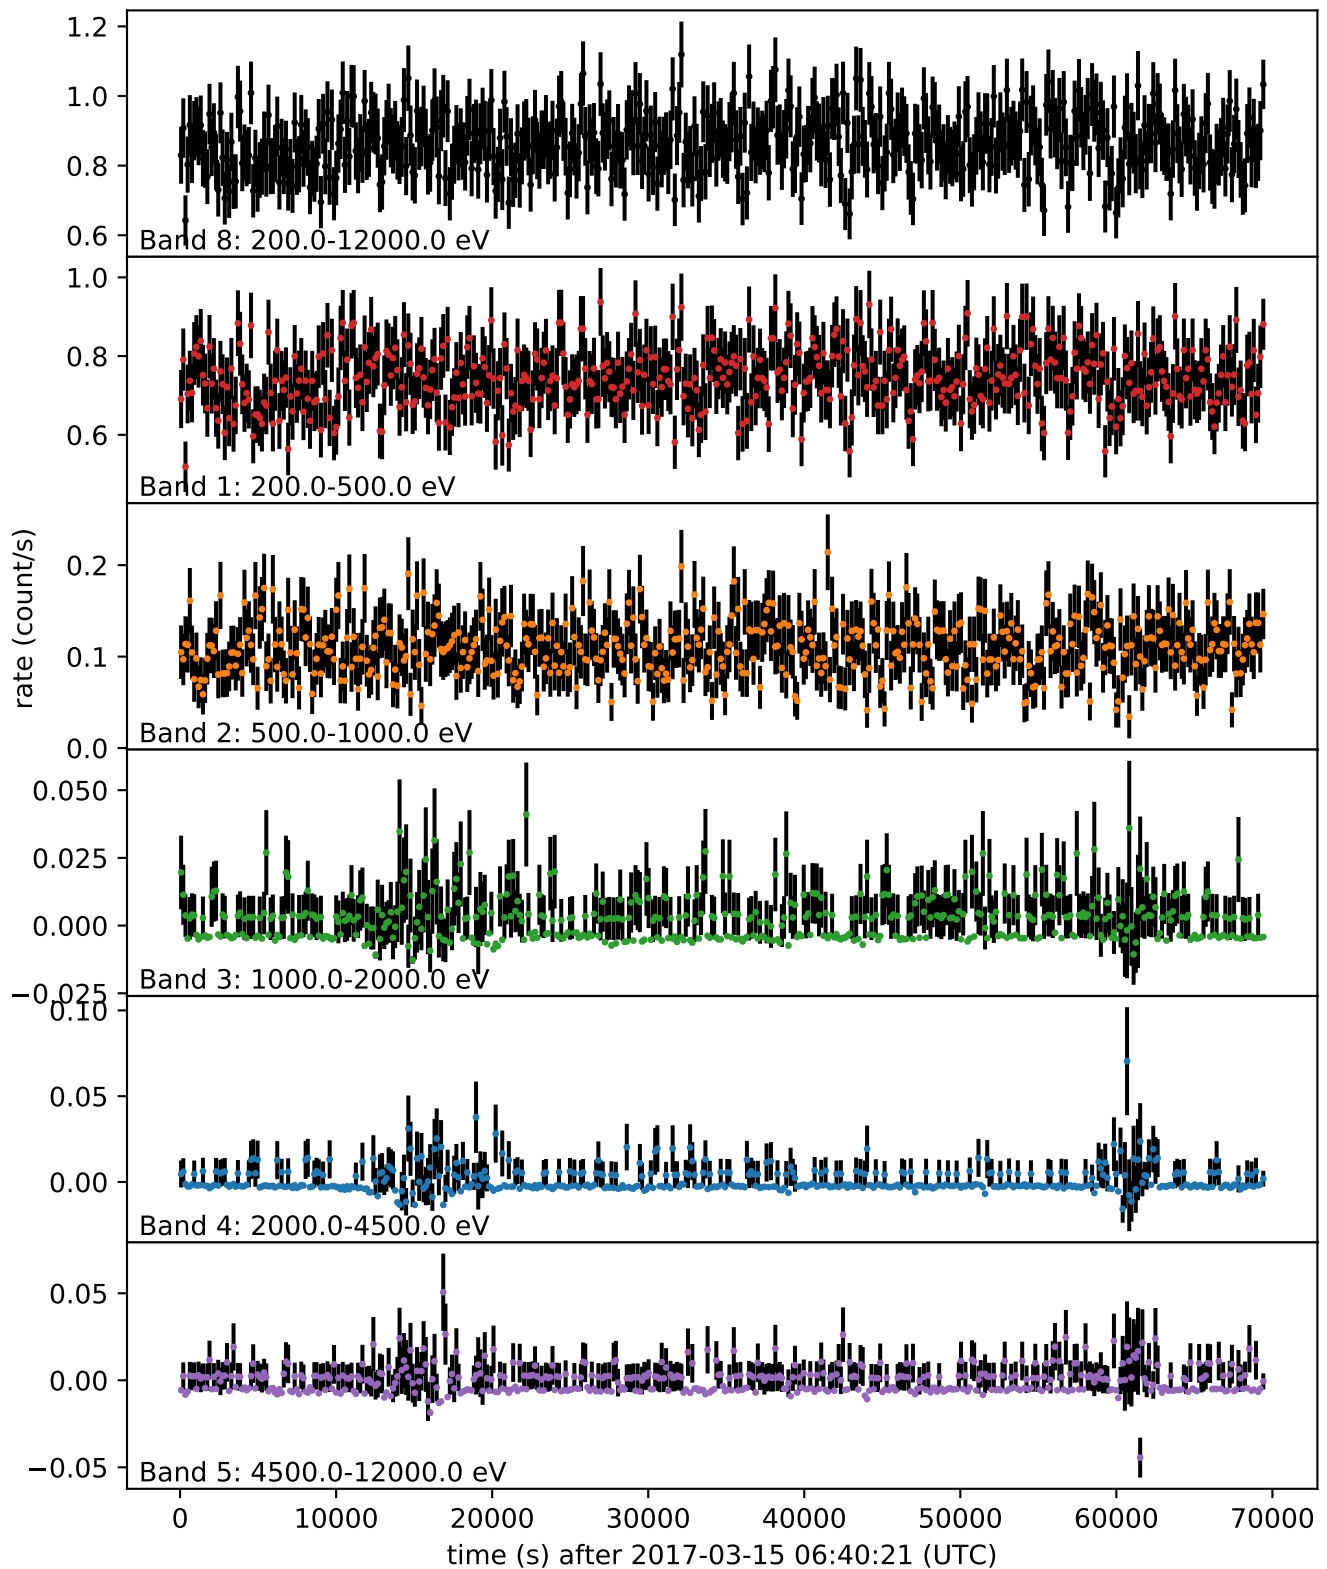 1.2
1.0
0.8
0.6
Band 8: 200.0-12000.0 eV
1.0
0.8
0.6
Band 1: 200.0-500.0 eV
rate (count/s)
0.2
0.1
0.0
Band 2: 500.0-1000.0 eV
0.050
0.025
0.000
−0.025
Band 3: 1000.0-2000.0 eV
0.10
0.05
0.00
Band 4: 2000.0-4500.0 eV
0.05
0.00
−0.05
Band 5: 4500.0-12000.0 eV
0 10000 20000 30000 40000 50000 60000 70000
time (s) after 2017-03-15 06:40:21 (UTC)